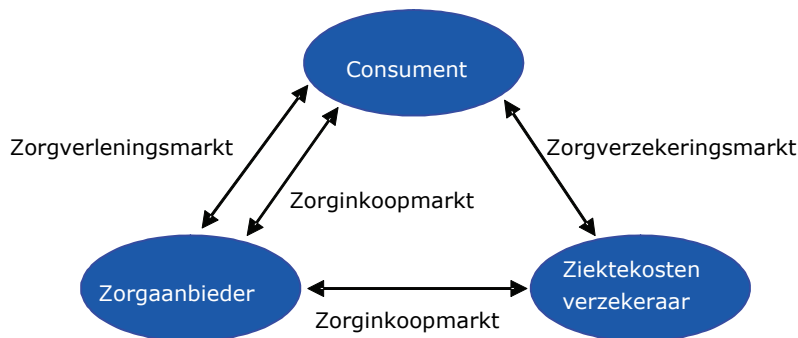 Consument
Zorgverleningsmarkt
Zorgverzekeringsmarkt
Zorginkoopmarkt
Zorgaanbieder
Ziektekosten
verzekeraar
Zorginkoopmarkt